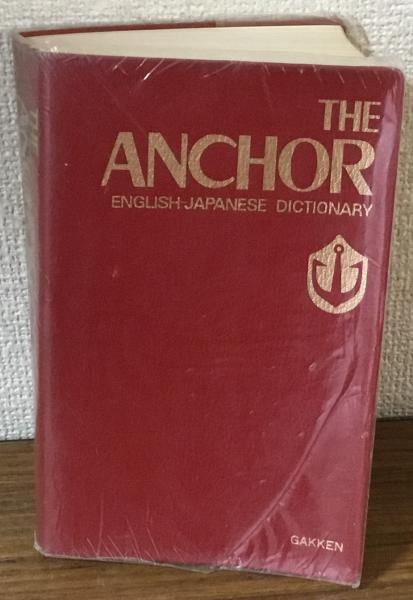 THE
ANCHOR
ENGLISH-JAPANESE DICTIONARY
GAKKEN